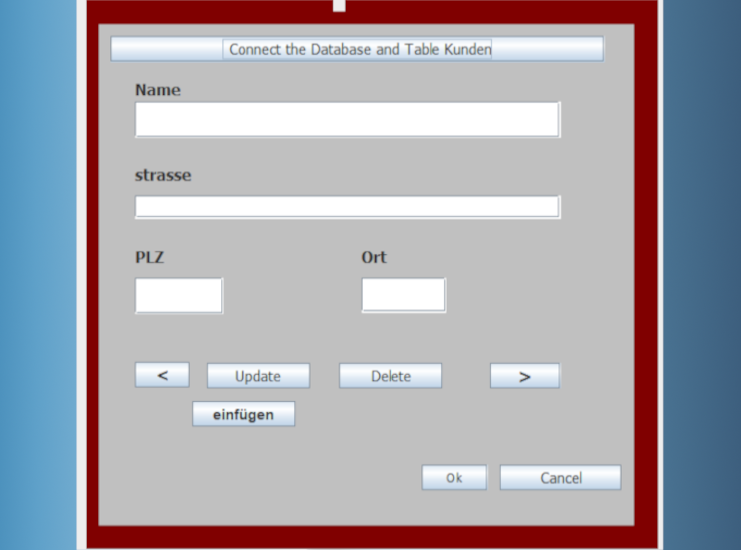 Connect the Database and Table Kunden
Name
strasse
PLZ Ort
< Update Delete >
einfügen
Ok Cancel